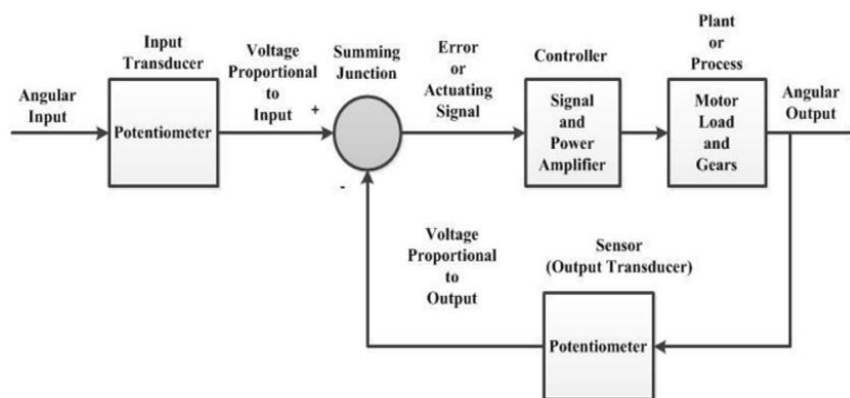 Input
Transducer
Angular
Input
Potentiometer
Voltage
Proportional
to
Input
+
-
Summing
Junction
Error
or
Actuating
Signal
Controller
Signal
and
Power
Amplifier
Plant
or
Process
Motor
Load
and
Gears
Angular
Output
Voltage
Proportional
to
Output
Sensor
(Output Transducer)
Potentiometer